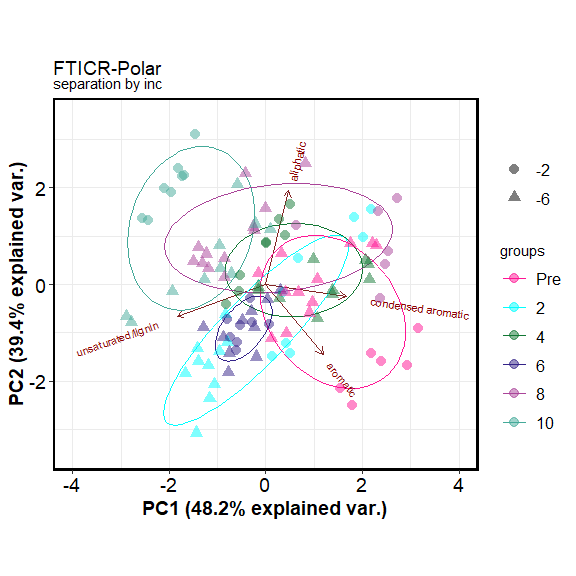 FTICR-Polar
separation by inc
aliphatic
condensed aromatic
unsaturated/lignin
aromatic
PC2 (39.4% explained var.)
2
0
-2
-4
-2
0
2
4
PC1 (48.2% explained var.)
-2
-6
groups
Pre
2
4
6
8
10